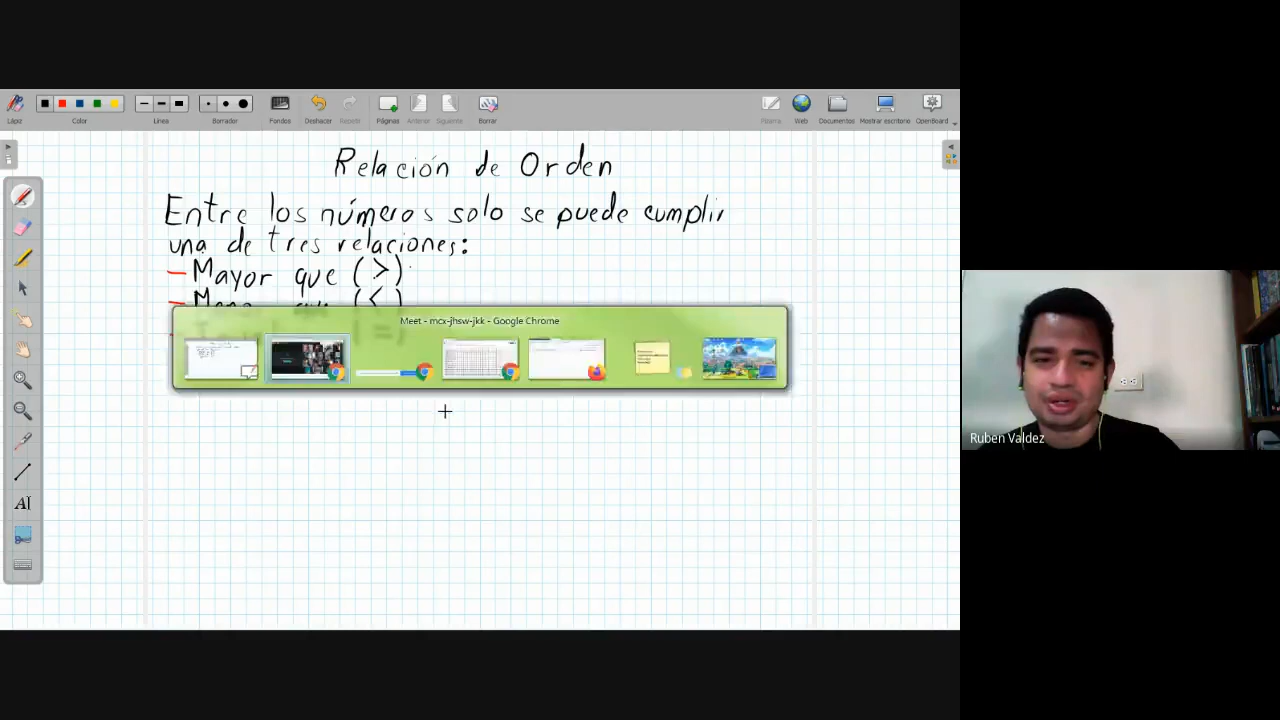 Lápiz Color Línea Borrador Fondos Deshacer Repetir Páginas Anterior Siguiente Borrar Pizarra Web Documentos Mostrar escritorio OpenBoard
Relación de Orden
Entre los números solo se puede cumplir
una de tres relaciones:
- Mayor que (>)
Meet - mcx-jhsw-jkk - Google Chrome
Ruben Valdez